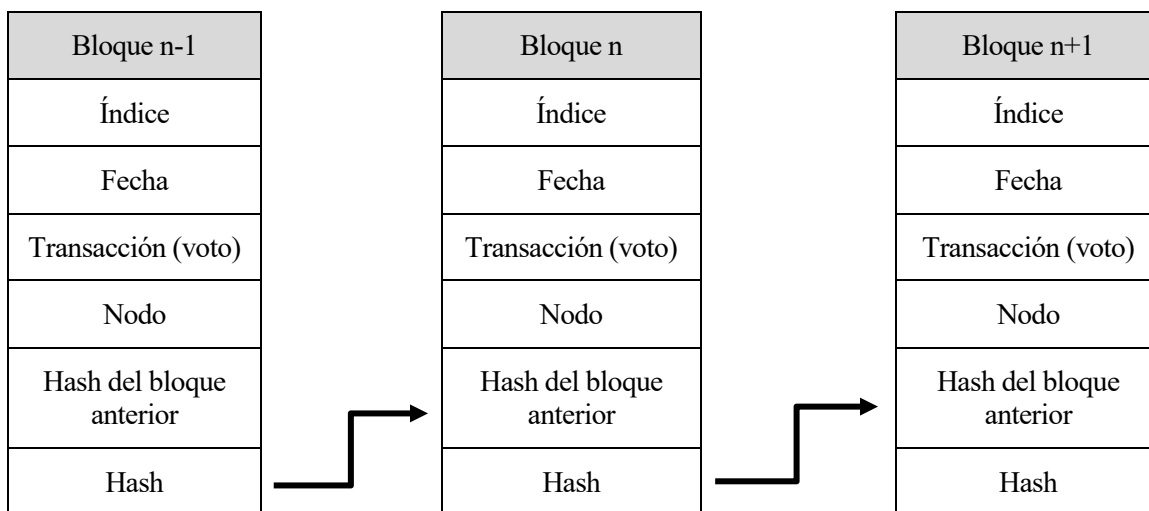 Bloque n-1
Índice
Fecha
Transacción (voto)
Nodo
Hash del bloque
anterior
Hash
Bloque n
Índice
Fecha
Transacción (voto)
Nodo
Hash del bloque
anterior
Hash
Bloque n+1
Índice
Fecha
Transacción (voto)
Nodo
Hash del bloque
anterior
Hash